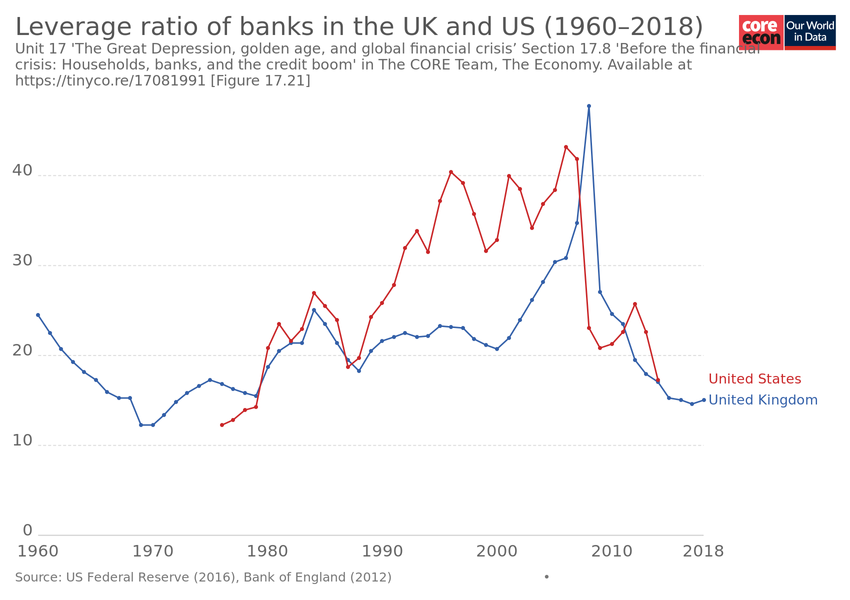 Leverage ratio of banks in the UK and US (1960–2018)
core
econ
Our World
in Data
Unit 17 'The Great Depression, golden age, and global financial crisis’ Section 17.8 'Before the financial
crisis: Households, banks, and the credit boom' in The CORE Team, The Economy. Available at
https://tinyco.re/17081991 [Figure 17.21]
40
30
20
10
0
United States
United Kingdom
1960 1970 1980 1990 2000 2010 2018
Source: US Federal Reserve (2016), Bank of England (2012) •